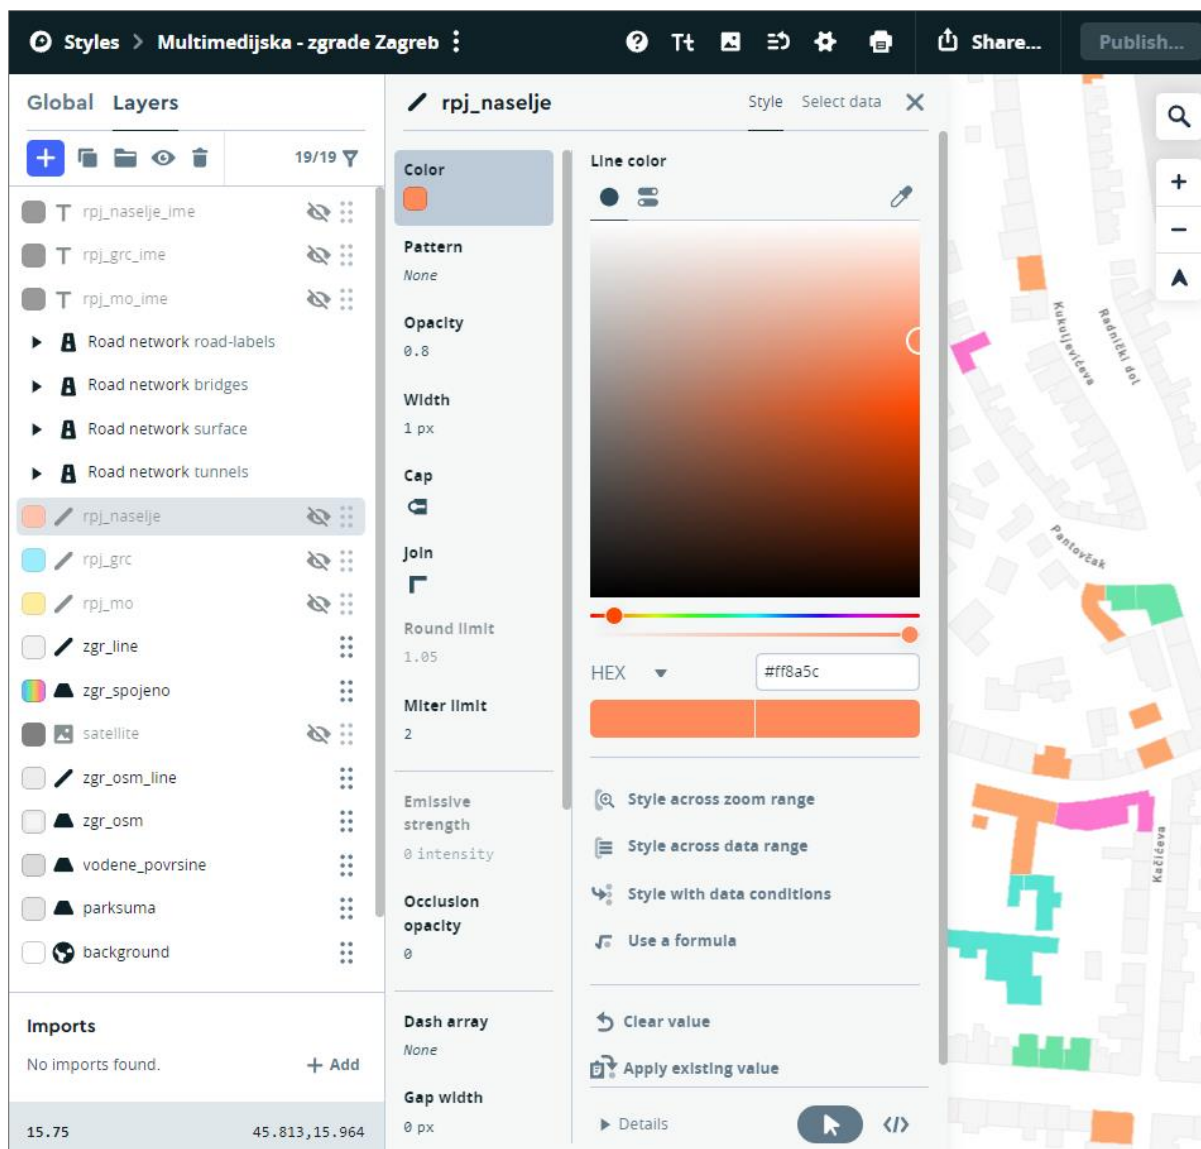 Styles > Multimedijska - zgrade Zagreb
Share...
Publish...
Global Layers
19/19
rpj_naselje_ime
rpj_grc_ime
rpj_mo_ime
Road network road-labels
Road network bridges
Road network surface
Road network tunnels
rpj_naselje
rpj_grc
rpj_mo
zgr_line
zgr_spojeno
satellite
zgr_osm_line
zgr_osm
vodene_povrsine
parksuma
background
Imports
No imports found.
+ Add
15.75
45.813,15.964
rpj_naselje
Style Select data
Color
Pattern
None
Opacity
0.8
Width
1 px
Cap
Join
Round limit
1.05
Miter limit
2
Emissive
strength
0 intensity
Occlusion
opacity
0
Dash array
None
Gap width
0 px
Line color
HEX
#ff8a5c
Style across zoom range
Style across data range
Style with data conditions
Use a formula
Clear value
Apply existing value
Details
Kukuljevićeva
Radnički dol
Pantovčak
Kačićeva